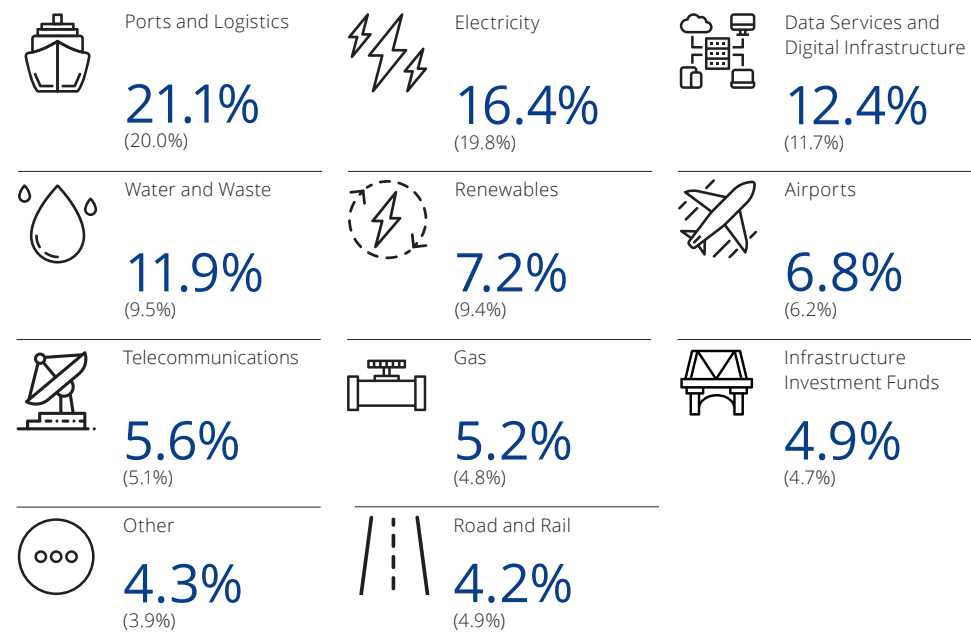 Ports and Logistics
21.1%
(20.0%)
Electricity
16.4%
(19.8%)
Data Services and
Digital Infrastructure
12.4%
(11.7%)
Water and Waste
11.9%
(9.5%)
Renewables
7.2%
(9.4%)
Airports
6.8%
(6.2%)
Telecommunications
5.6%
(5.1%)
Gas
5.2%
(4.8%)
Infrastructure
Investment Funds
4.9%
(4.7%)
Other
4.3%
(3.9%)
Road and Rail
4.2%
(4.9%)